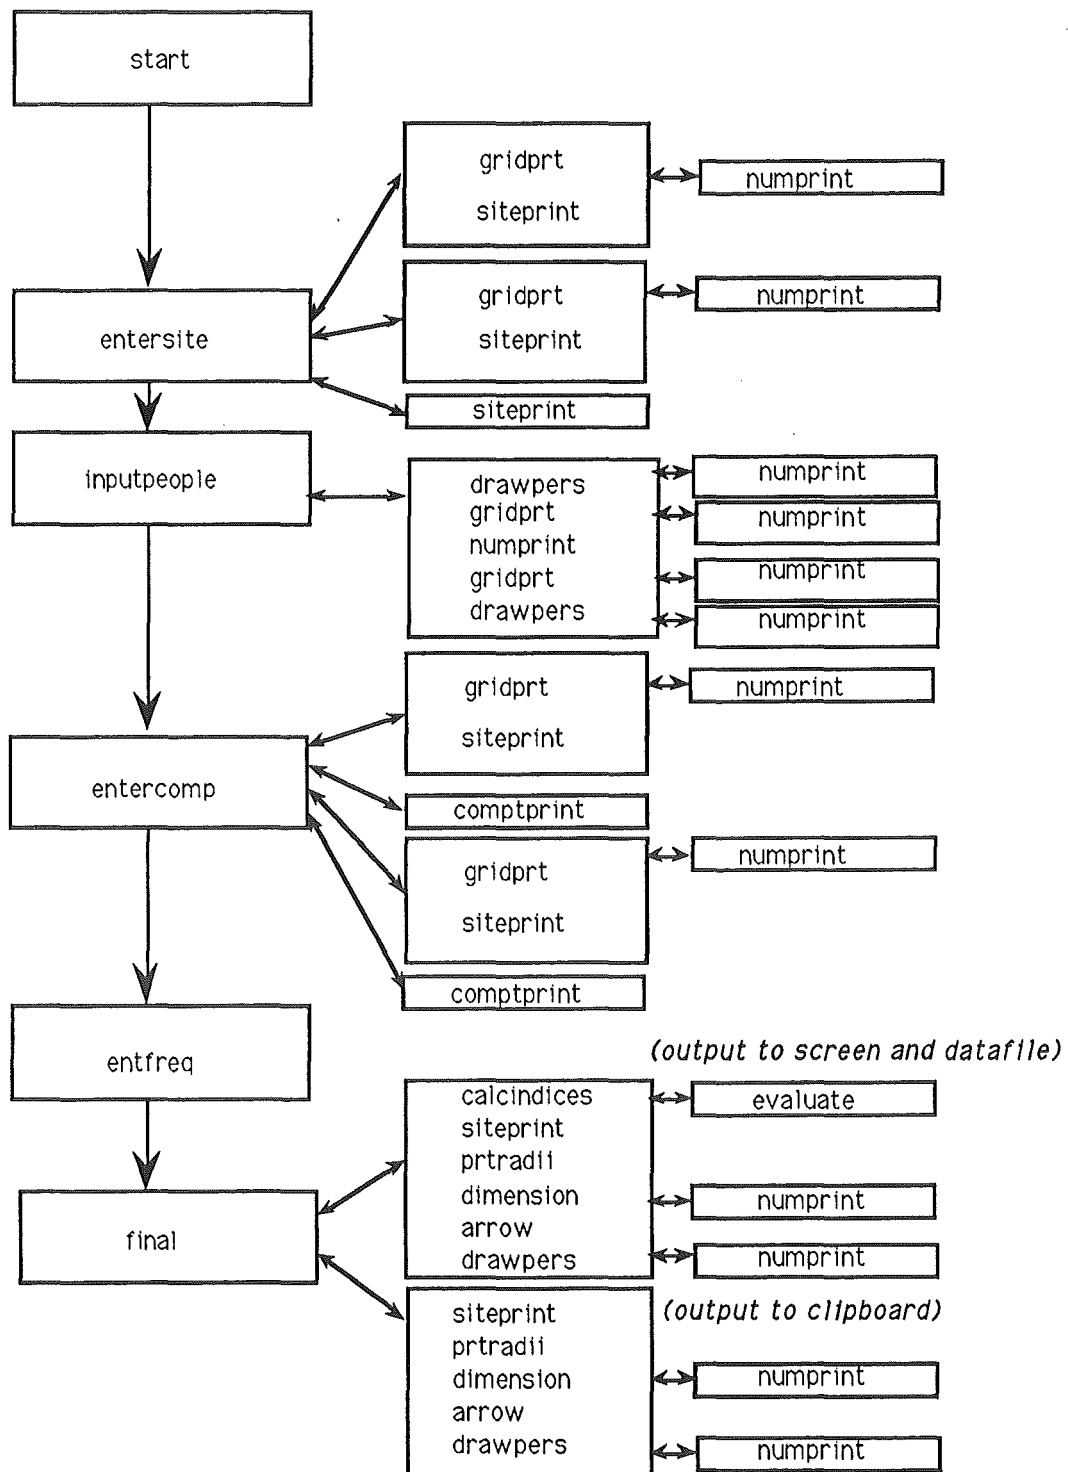 start
gridprt
siteprint
numprint
entersite
gridprt
siteprint
numprint
siteprint
inputpeople
drawpers
gridprt
numprint
gridprt
drawpers
numprint
numprint
numprint
numprint
entercomp
gridprt
siteprint
numprint
comptprint
gridprt
siteprint
numprint
comptprint
entfreq
(output to screen and datafile)
final
calcindices
siteprint
prtradii
dimension
arrow
drawpers
evaluate
numprint
numprint
(output to clipboard)
siteprint
prtradii
dimension
arrow
drawpers
numprint
numprint